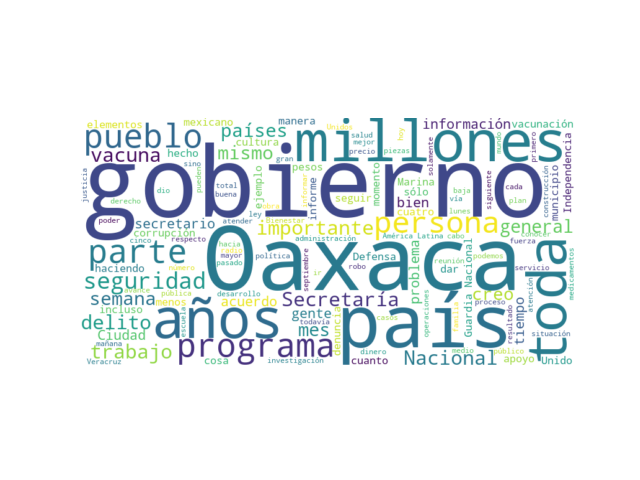 elementos
mexicano
manera
Unidos
hoy
información
vacunación
pueblo
países
cultura
millones
salud
mejor
precio
piezas
solamente
mundo
primero
Independencia
vacuna
hecho
mismo
gran
pesos
sino
pueden
justicia
gobierno
derecho
dio
total
buena
ejemplo
informar
informe
seguir
momento
Marina
sólo
bien
baja
vía
lunes
siguiente
cada
plan
construcción
municipio
poder
secretario
atender
ley
Bienestar
cuatro
persona
importante
general
corrupción
cinco
respecto
mayor
política
administración
fuerza
parte
Oaxaca
hacia
radio
Defensa
reunión
podemos
servicio
toda
haciendo
número
pasado
ir
robo
problema
dar
Guardia Nacional
América Latina
cabo
conocer
seguridad
avance
pública
desarrollo
septiembre
creo
proceso
atención
medicamentos
semana
incluso
menos
acuerdo
Secretaría
gente
todavía
denuncia
casos
país
operaciones
familia
tiempo
resultado
situación
delito
Ciudad
mañana
escuela
años
mes
trabajo
programa
dinero
medio
público
Veracruz
cosa
investigación
cuanto
Nacional
apoyo
Unido